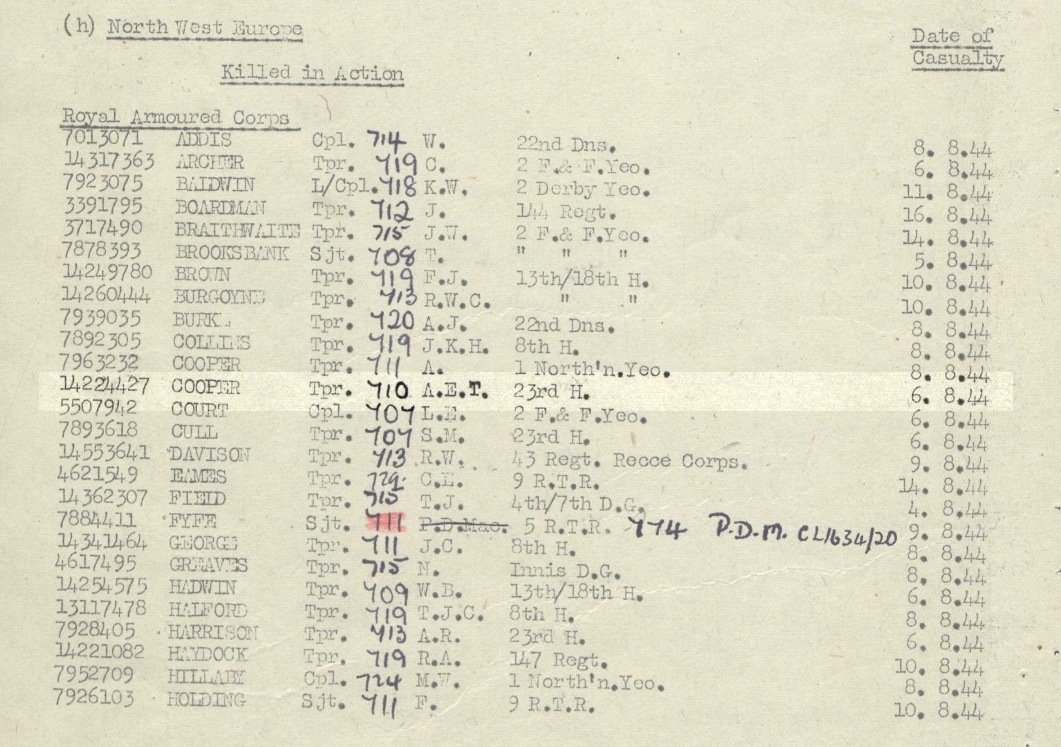 (h) North West Europe Date of
Killed in Action Casualty
Royal Armoured Corps
7013071 ADDIS Cpl. 714 W. 22nd Dns. 8. 8.44
14317363 ARCHER Tpr. 719 C. 2 F.& F.Yeo. 6. 8.44
7923075 BALDWIN L/Cpl. 718 K.W. 2 Derby Yeo. 11. 8.44
3391795 BOARDMAN Tpr. 712 J. 144 Regt. 16. 8.44
3717490 BRAITHWAITE Tpr. 715 J.W. 2 F.& F.Yeo. 14. 8.44
7878393 BROOKSBANK Sjt. 708 T. " " " 5. 8.44
14249780 BROWN Tpr. 719 F.J. 13th/18th H. 10. 8.44
14260444 BURGOYNE Tpr. 713 R.W.C. " " 10. 8.44
7939035 BURKE Tpr. 720 A.J. 22nd Dns. 8. 8.44
7892305 COLLINS Tpr. 719 J.K.H. 8th H. 8. 8.44
7963232 COOPER Tpr. 711 A. 1 North'n.Yeo. 8. 8.44
14224427 COOPER Tpr. 710 A.E.T. 23rd H. 6. 8.44
5507942 COURT Cpl. 707 L.E. 2 F.& F.Yeo. 6. 8.44
7893618 CULL Tpr. 707 S.M. 23rd H. 6. 8.44
14553641 DAVISON Tpr. 713 R.W. 43 Regt. Recce Corps. 9. 8.44
4621549 EAMES Tpr. C.E. 9 R.T.R. 14. 8.44
14362307 FIELD Tpr. 715 T.J. 4th/7th D.G. 4. 8.44
7884411 FYFE Sjt. 711 P.D.Mac. 5 R.T.R. 774 P.D.M. CL1634/20 9. 8.44
14341464 GEORGE Tpr. 711 J.C. 8th H. 8. 8.44
4617495 GREAVES Tpr. 715 N. Innis D.G. 8. 8.44
14254575 HADWIN Tpr. 709 W.B. 13th/18th H. 6. 8.44
13117478 HALFORD Tpr. 719 T.J.C. 8th H. 8. 8.44
7928405 HARRISON Tpr. 713 A.R. 23rd H. 6. 8.44
14221082 HAYDOCK Tpr. 719 R.A. 147 Regt. 10. 8.44
7952709 HILLABY Cpl. 724 M.W. 1 North'n.Yeo. 8. 8.44
7926103 HOLDING Sjt. 711 F. 9 R.T.R. 10. 8.44